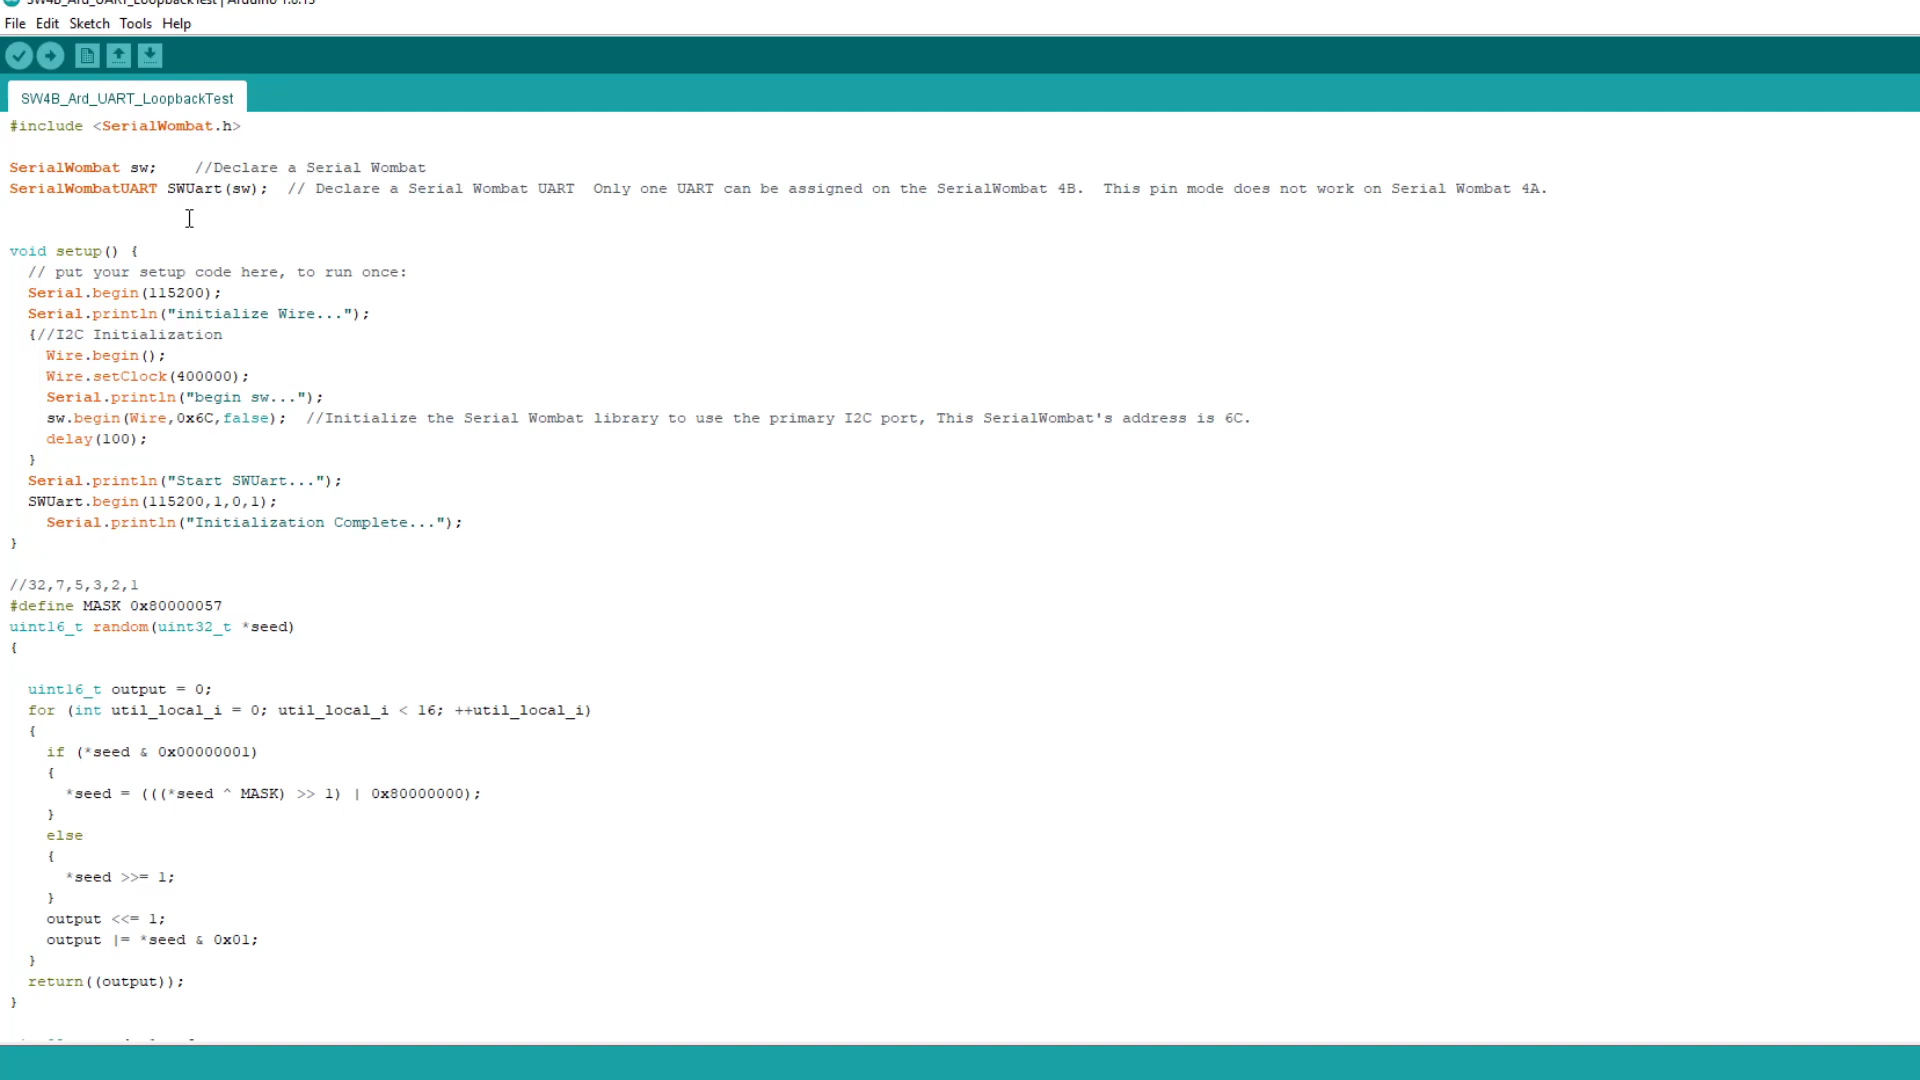 SW4B_Ard_UART_LoopbackTest | Arduino 1.8.13
File Edit Sketch Tools Help
SW4B_Ard_UART_LoopbackTest
#include <SerialWombat.h>
SerialWombat sw;    //Declare a Serial Wombat
SerialWombatUART SWUart(sw);  // Declare a Serial Wombat UART  Only one UART can be assigned on the SerialWombat 4B.  This pin mode does not work on Serial Wombat 4A.
void setup() {
  // put your setup code here, to run once:
  Serial.begin(115200);
  Serial.println("initialize Wire...");
  {//I2C Initialization
    Wire.begin();
    Wire.setClock(400000);
    Serial.println("begin sw...");
    sw.begin(Wire,0x6C,false);  //Initialize the Serial Wombat library to use the primary I2C port, This SerialWombat's address is 6C.
    delay(100);
  }
  Serial.println("Start SWUart...");
  SWUart.begin(115200,1,0,1);
    Serial.println("Initialization Complete...");
}
//32,7,5,3,2,1
#define MASK 0x80000057
uint16_t random(uint32_t *seed)
{
  uint16_t output = 0;
  for (int util_local_i = 0; util_local_i < 16; ++util_local_i)
  {
    if (*seed & 0x00000001)
    {
      *seed = (((*seed ^ MASK) >> 1) | 0x80000000);
    }
    else
    {
      *seed >>= 1;
    }
    output <<= 1;
    output |= *seed & 0x01;
  }
  return((output));
}